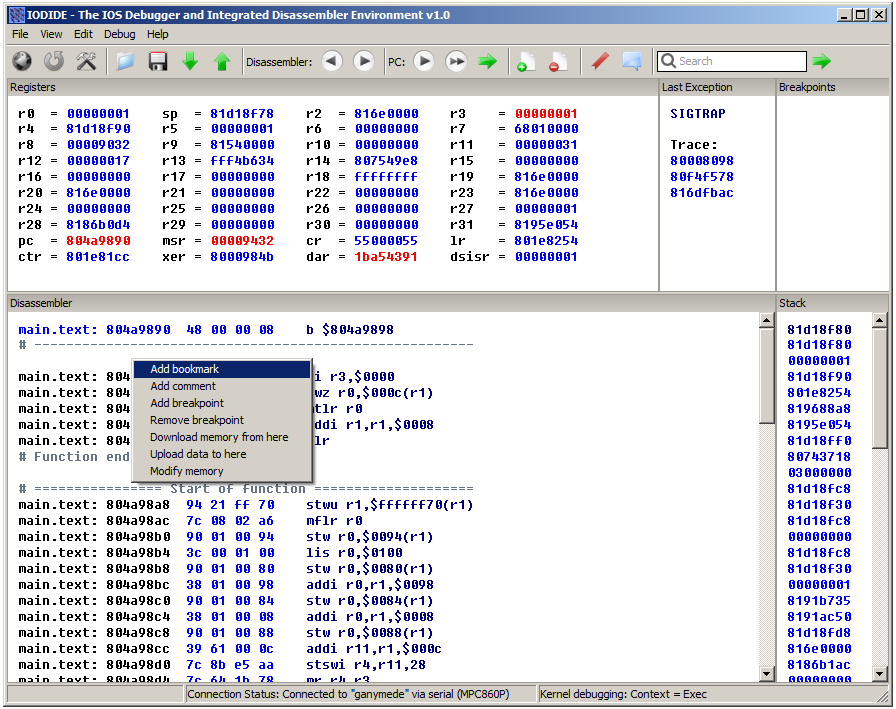 IODIDE - The IOS Debugger and Integrated Disassembler Environment v1.0
File View Edit Debug Help
Disassembler: PC: Search
Registers
r0 = 00000001 sp = 81d18f78 r2 = 816e0000 r3 = 00000001
r4 = 81d18f90 r5 = 00000001 r6 = 00000000 r7 = 68010000
r8 = 00009032 r9 = 81540000 r10 = 00000000 r11 = 00000031
r12 = 00000017 r13 = fff4b634 r14 = 807549e8 r15 = 00000000
r16 = 00000000 r17 = 00000000 r18 = ffffffff r19 = 816e0000
r20 = 816e0000 r21 = 00000000 r22 = 00000000 r23 = 816e0000
r24 = 00000000 r25 = 00000000 r26 = 00000000 r27 = 00000001
r28 = 8186b0d4 r29 = 00000000 r30 = 00000000 r31 = 8195e054
pc = 804a9890 msr = 00009432 cr = 55000055 lr = 801e8254
ctr = 801e81cc xer = 8000984b dar = 1ba54391 dsisr = 00000001
Last Exception
SIGTRAP
Trace:
80008098
80f4f578
816dfbac
Breakpoints
Disassembler
main.text: 804a9890 48 00 00 08 b $804a9898
# -------------------------------------------------------
main.text: 804 i r3,$0000
main.text: 804 wz r0,$000c(r1)
main.text: 804 tlr r0
main.text: 804 ddi r1,r1,$0008
main.text: 804 lr
# Function end
Add bookmark
Add comment
Add breakpoint
Remove breakpoint
Download memory from here
Upload data to here
Modify memory
# ================ Start of function ====================
main.text: 804a98a8 94 21 ff 70 stwu r1,$ffffff70(r1)
main.text: 804a98ac 7c 08 02 a6 mflr r0
main.text: 804a98b0 90 01 00 94 stw r0,$0094(r1)
main.text: 804a98b4 3c 00 01 00 lis r0,$0100
main.text: 804a98b8 90 01 00 80 stw r0,$0080(r1)
main.text: 804a98bc 38 01 00 98 addi r0,r1,$0098
main.text: 804a98c0 90 01 00 84 stw r0,$0084(r1)
main.text: 804a98c4 38 01 00 08 addi r0,r1,$0008
main.text: 804a98c8 90 01 00 88 stw r0,$0088(r1)
main.text: 804a98cc 39 61 00 0c addi r11,r1,$000c
main.text: 804a98d0 7c 8b e5 aa stswi r4,r11,28
main.text: 804a98d4 7c 64 1b 78 mr r4,r3
Stack
81d18f80
81d18f80
00000001
81d18f90
801e8254
819688a8
8195e054
81d18ff0
80743718
03000000
81d18fc8
81d18f30
81d18fc8
00000000
81d18fc8
81d18f30
00000001
8191b735
8191ac50
81d18fd8
816e0000
8186b1ac
00000000
Connection Status: Connected to "ganymede" via serial (MPC860P) Kernel debugging: Context = Exec